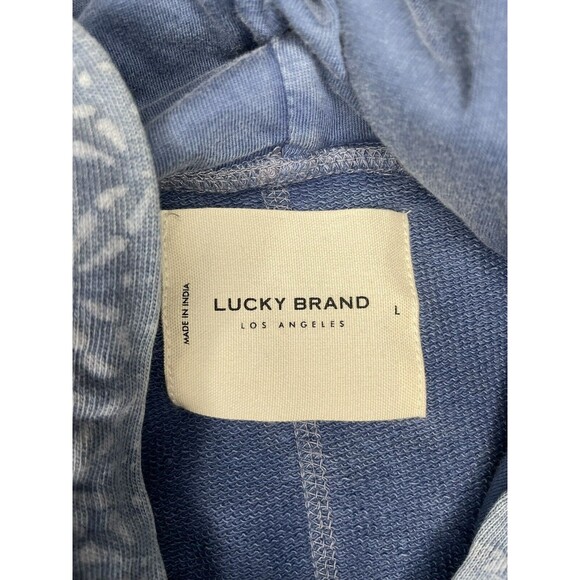 MADE IN INDIA
LUCKY BRAND
LOS ANGELES
L